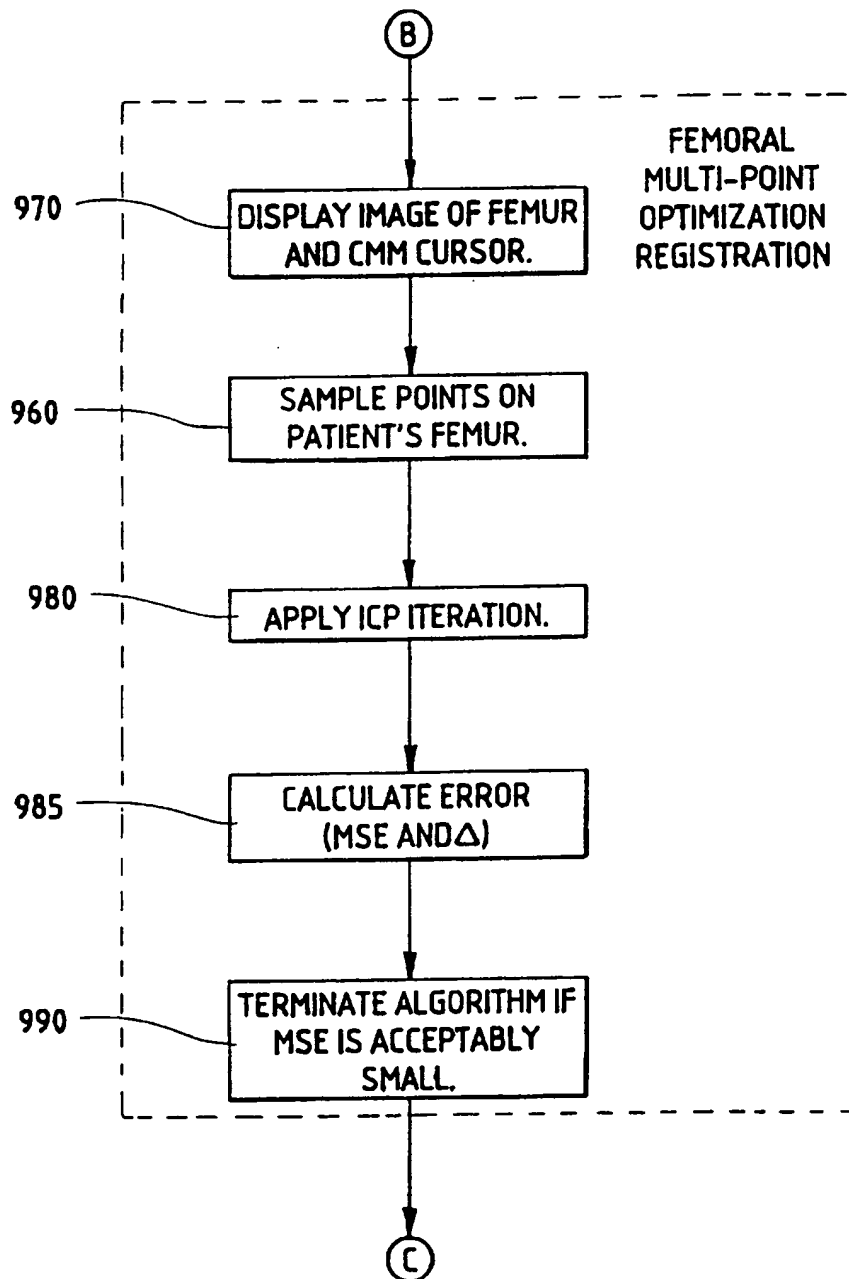 B
FEMORAL
MULTI-POINT
OPTIMIZATION
REGISTRATION
970
DISPLAY IMAGE OF FEMUR
AND CMM CURSOR.
960
SAMPLE POINTS ON
PATIENT'S FEMUR.
980
APPLY ICP ITERATION.
985
CALCULATE ERROR
(MSE AND Δ)
990
TERMINATE ALGORITHM IF
MSE IS ACCEPTABLY
SMALL.
C